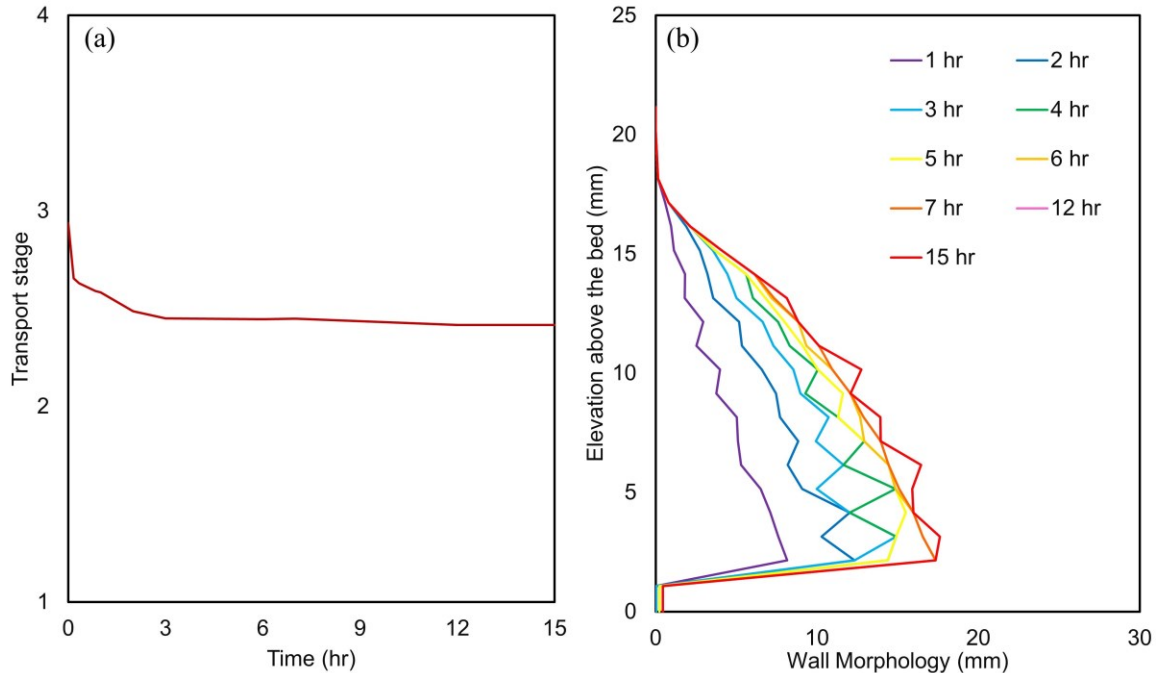 (a)
4
3
2
1
Transport stage
0 3 6 9 12 15
Time (hr)
(b)
25
20
15
10
5
0
Elevation above the bed (mm)
1 hr 2 hr
3 hr 4 hr
5 hr 6 hr
7 hr 12 hr
15 hr
0 10 20 30
Wall Morphology (mm)